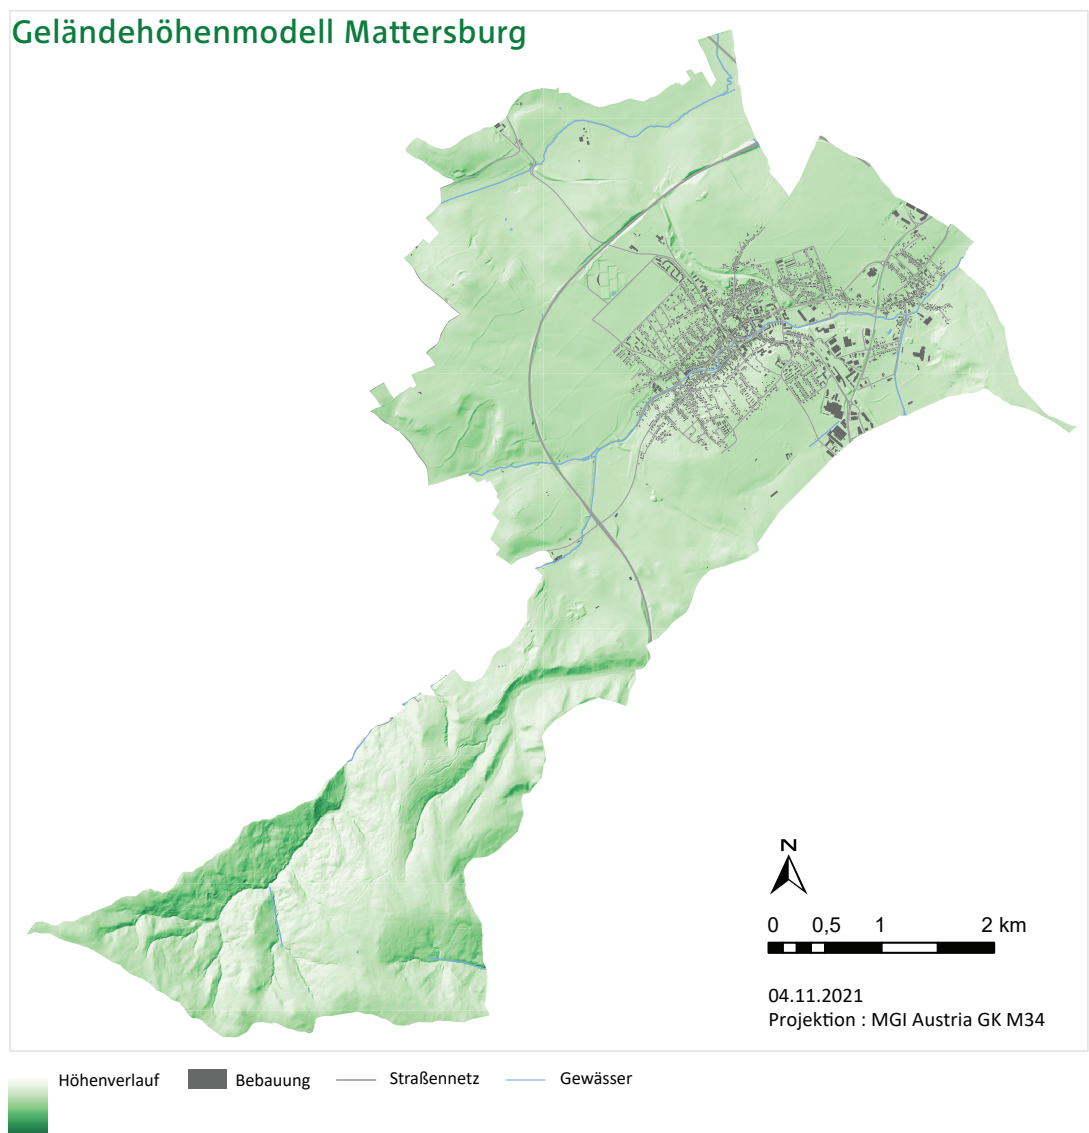 Geländehöhenmodell Mattersburg
N
0 0,5 1 2 km
04.11.2021
Projektion : MGI Austria GK M34
Höhenverlauf Bebauung Straßennetz Gewässer